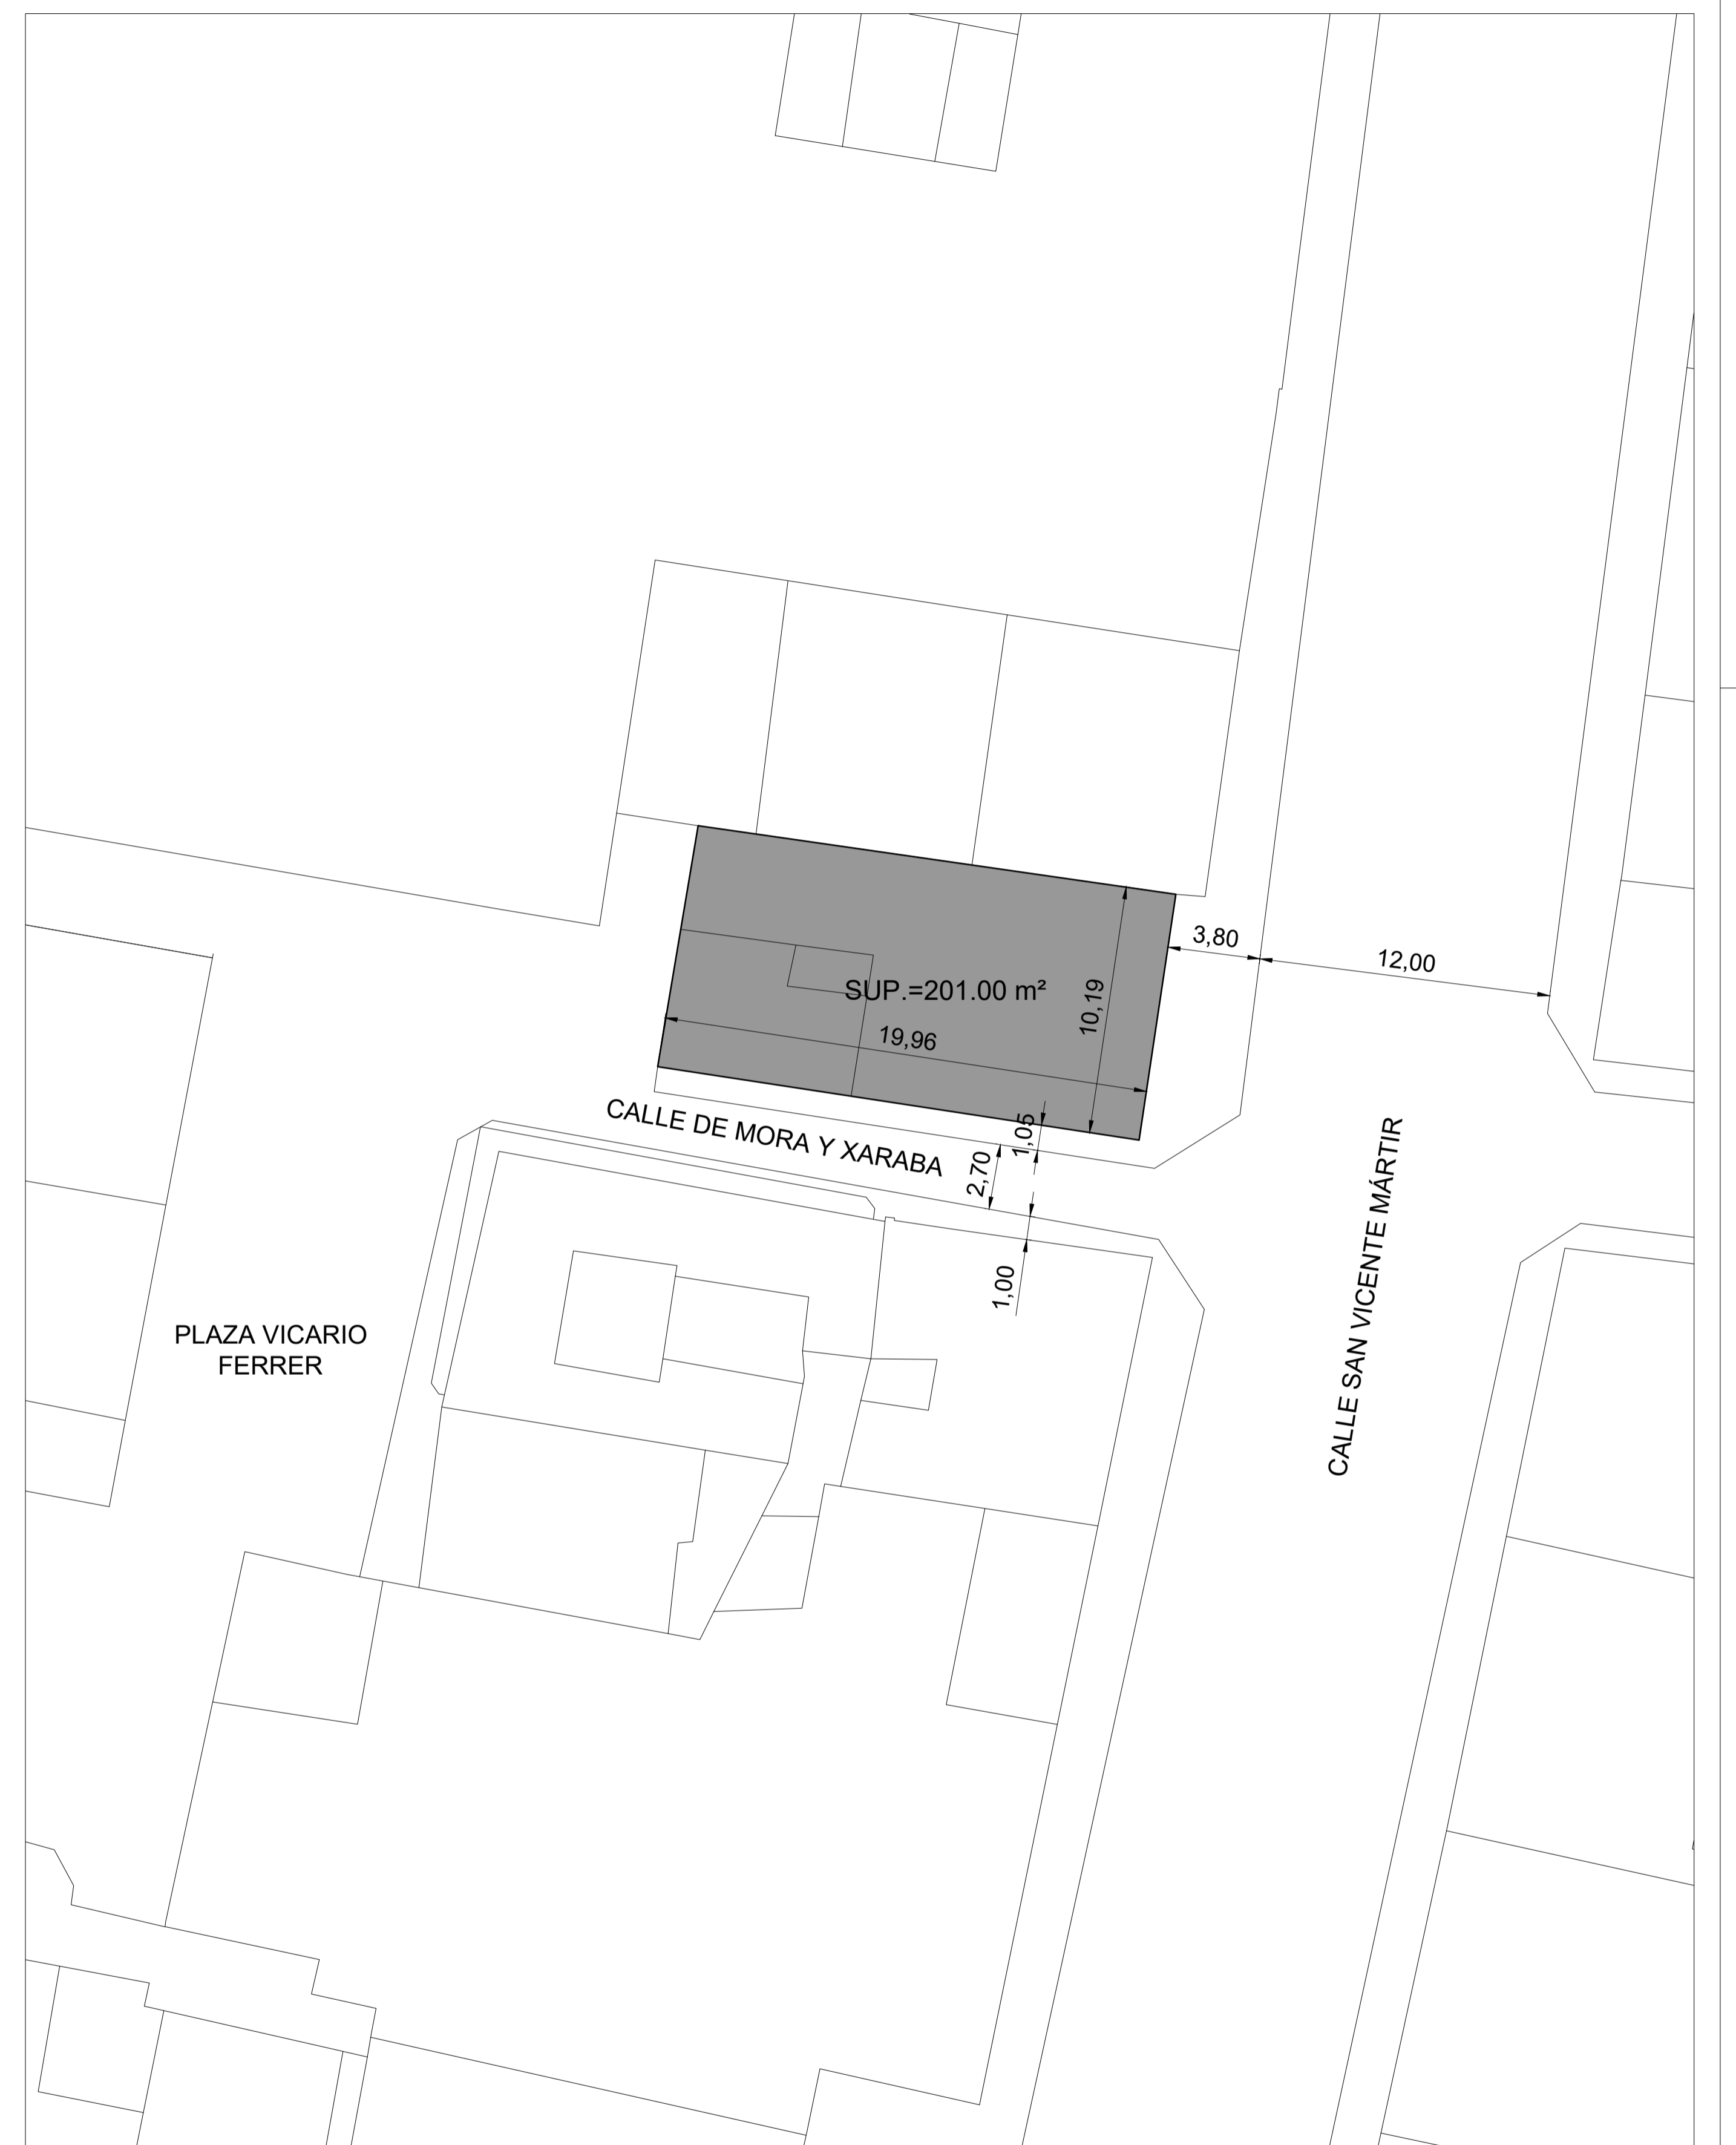 3,80
12,00
SUP.=201.00 m²
10,19
19,96
CALLE DE MORA Y XARABA
1,05
2,70
1,00
CALLE SAN VICENTE MÁRTIR
PLAZA VICARIO
FERRER